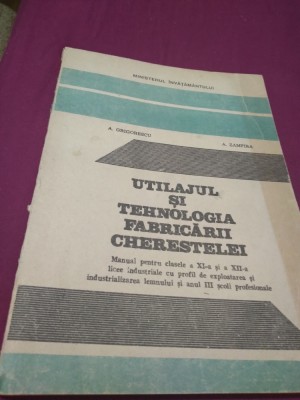 MINISTERUL ÎNVĂȚĂMÂNTULUI
A. GRIGORESCU A. ZAMFIRA
UTILAJUL
ȘI
TEHNOLOGIA
FABRICĂRII
CHERESTELEI
Manual pentru clasele a XI-a și a XII-a
licee industriale cu profil de exploatarea și
industrializarea lemnului și anul III școli profesionale